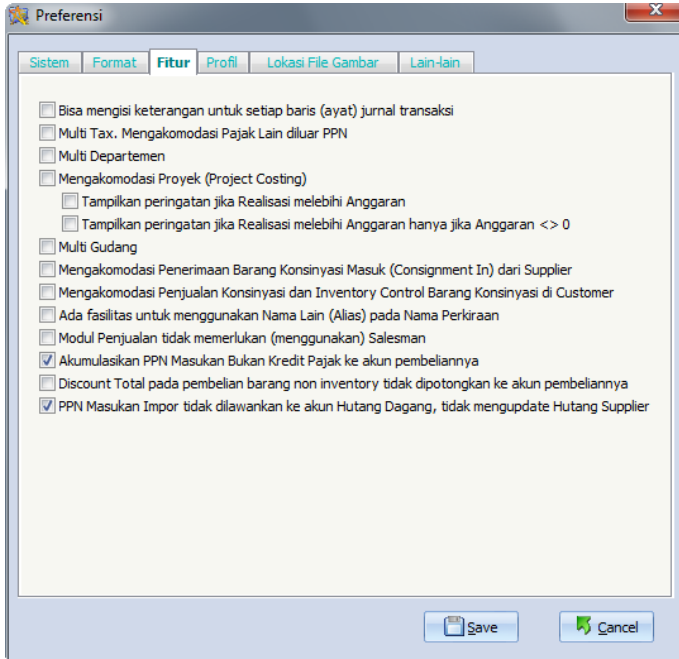 Preferensi
Sistem Format Fitur Profil Lokasi File Gambar Lain-lain
Bisa mengisi keterangan untuk setiap baris (ayat) jurnal transaksi
Multi Tax. Mengakomodasi Pajak Lain diluar PPN
Multi Departemen
Mengakomodasi Proyek (Project Costing)
Tampilkan peringatan jika Realisasi melebihi Anggaran
Tampilkan peringatan jika Realisasi melebihi Anggaran hanya jika Anggaran <> 0
Multi Gudang
Mengakomodasi Penerimaan Barang Konsinyasi Masuk (Consignment In) dari Supplier
Mengakomodasi Penjualan Konsinyasi dan Inventory Control Barang Konsinyasi di Customer
Ada fasilitas untuk menggunakan Nama Lain (Alias) pada Nama Perkiraan
Modul Penjualan tidak memerlukan (menggunakan) Salesman
Akumulasikan PPN Masukan Bukan Kredit Pajak ke akun pembeliannya
Discount Total pada pembelian barang non inventory tidak dipotongkan ke akun pembeliannya
PPN Masukan Impor tidak dilawankan ke akun Hutang Dagang, tidak mengupdate Hutang Supplier
Save Cancel